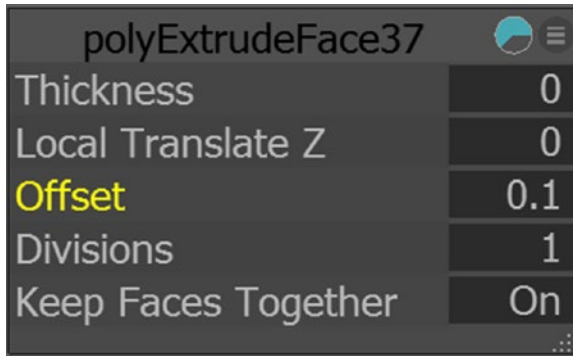 polyExtrudeFace37
Thickness 0
Local Translate Z 0
Offset 0.1
Divisions 1
Keep Faces Together On